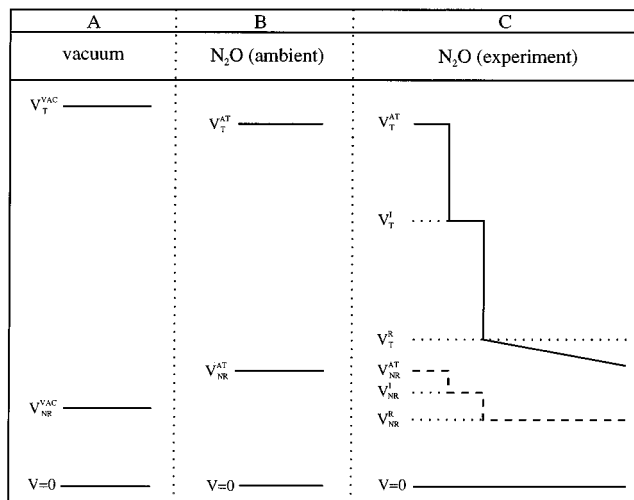 A B C
vacuum N₂O (ambient) N₂O (experiment)
V_T^VAC V_T^AT V_T^AT
V_T^I
V_T^R
V_NR^AT V_NR^AT
V_NR^I
V_NR^VAC V_NR^R
V=0 V=0 V=0